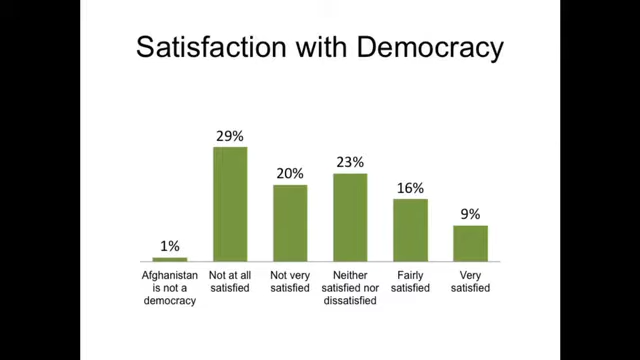 Satisfaction with Democracy
29%
23%
20%
16%
9%
1%
Afghanistan is not a democracy
Not at all satisfied
Not very satisfied
Neither satisfied nor dissatisfied
Fairly satisfied
Very satisfied